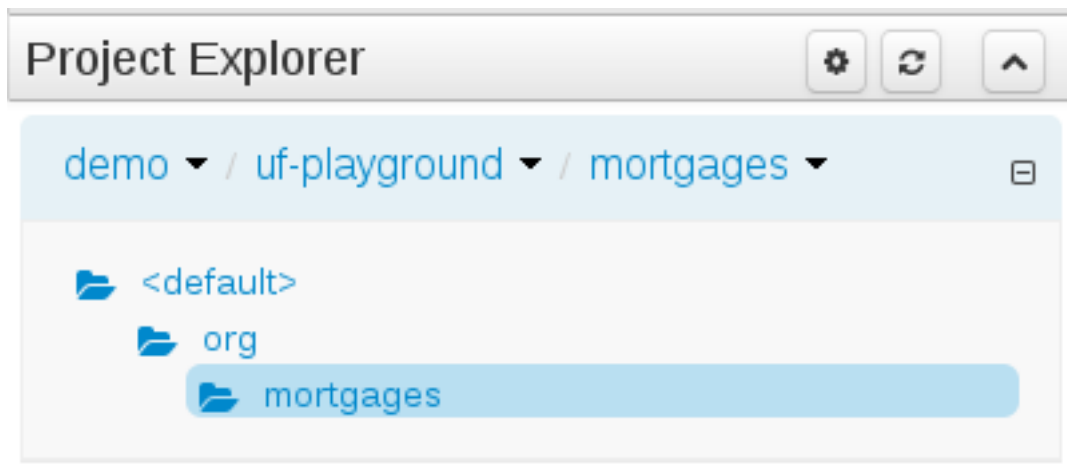 Project Explorer
demo / uf-playground / mortgages
<default>
org
mortgages